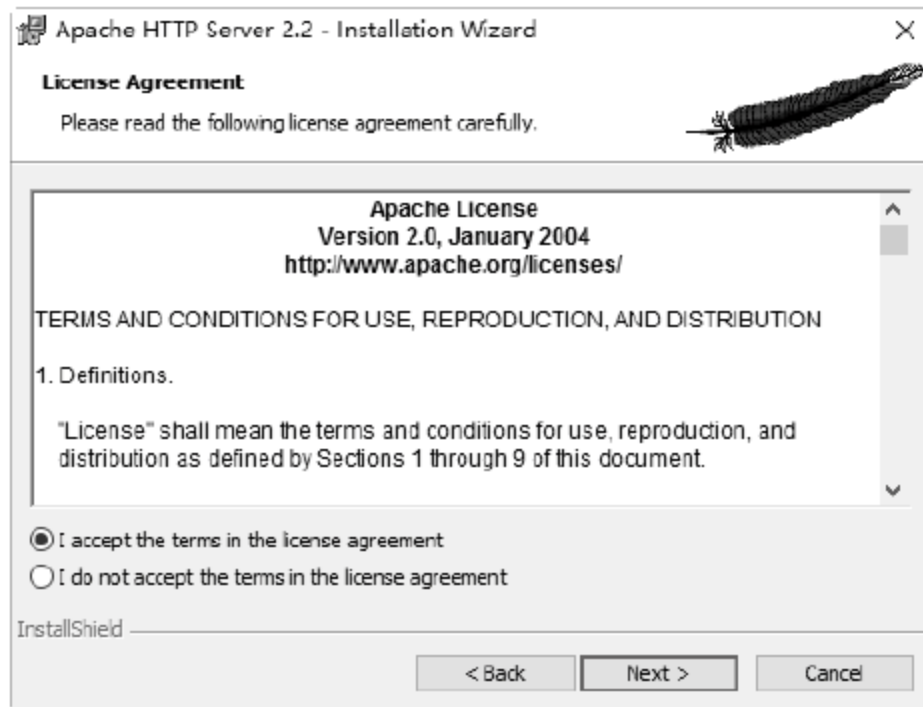 Apache HTTP Server 2.2 - Installation Wizard
License Agreement
Please read the following license agreement carefully.
Apache License
Version 2.0, January 2004
http://www.apache.org/licenses/
TERMS AND CONDITIONS FOR USE, REPRODUCTION, AND DISTRIBUTION
1. Definitions.
"License" shall mean the terms and conditions for use, reproduction, and
distribution as defined by Sections 1 through 9 of this document.
I accept the terms in the license agreement
I do not accept the terms in the license agreement
InstallShield
< Back
Next >
Cancel